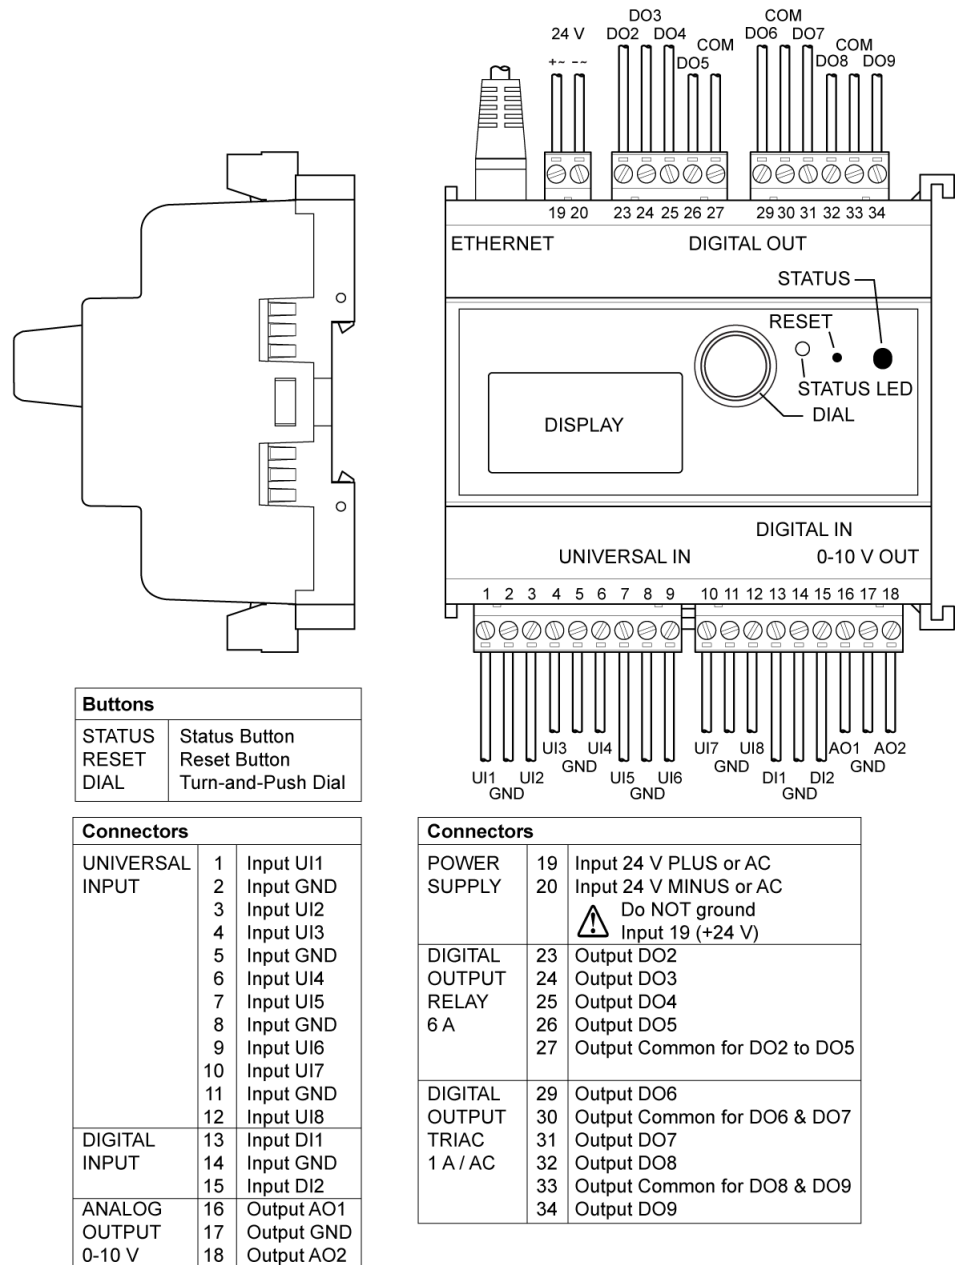 DO3 COM
24 V DO2 DO4 DO6 DO7
COM COM
DO5 DO8 DO9
+~ -~
19 20 23 24 25 26 27 29 30 31 32 33 34
ETHERNET DIGITAL OUT
STATUS
RESET
STATUS LED
DIAL
DISPLAY
DIGITAL IN
UNIVERSAL IN 0-10 V OUT
1 2 3 4 5 6 7 8 9 10 11 12 13 14 15 16 17 18
UI3 UI4 UI7 UI8 AO1 AO2
GND GND GND
UI1 UI2 UI5 UI6 DI1 DI2
GND GND GND
Buttons
STATUS Status Button
RESET Reset Button
DIAL Turn-and-Push Dial
Connectors
UNIVERSAL 1 Input UI1
INPUT 2 Input GND
3 Input UI2
4 Input UI3
5 Input GND
6 Input UI4
7 Input UI5
8 Input GND
9 Input UI6
10 Input UI7
11 Input GND
12 Input UI8
DIGITAL 13 Input DI1
INPUT 14 Input GND
15 Input DI2
ANALOG 16 Output AO1
OUTPUT 17 Output GND
0-10 V 18 Output AO2
Connectors
POWER 19 Input 24 V PLUS or AC
SUPPLY 20 Input 24 V MINUS or AC
Do NOT ground
Input 19 (+24 V)
DIGITAL 23 Output DO2
OUTPUT 24 Output DO3
RELAY 25 Output DO4
6 A 26 Output DO5
27 Output Common for DO2 to DO5
DIGITAL 29 Output DO6
OUTPUT 30 Output Common for DO6 & DO7
TRIAC 31 Output DO7
1 A / AC 32 Output DO8
33 Output Common for DO8 & DO9
34 Output DO9